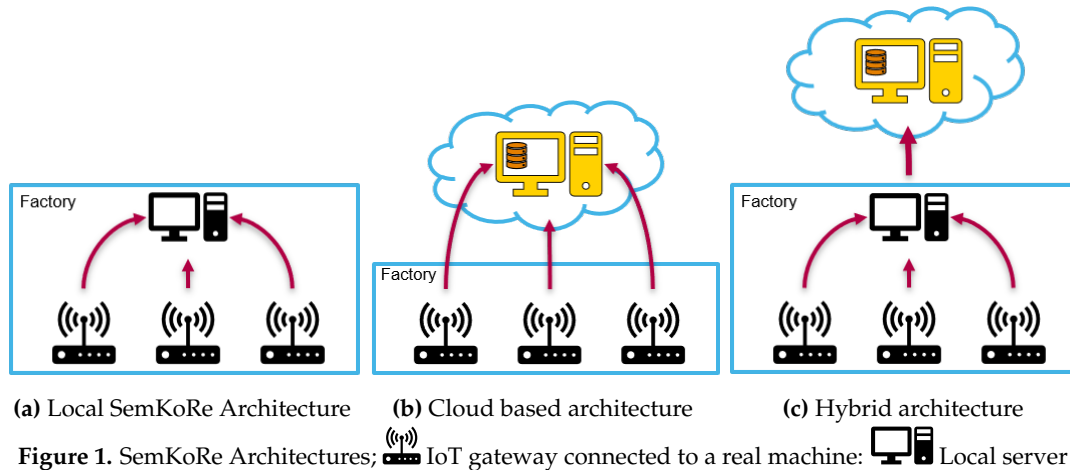 Factory
Factory
Factory
(a) Local SemKoRe Architecture
(b) Cloud based architecture
(c) Hybrid architecture
Figure 1. SemKoRe Architectures; IoT gateway connected to a real machine: Local server